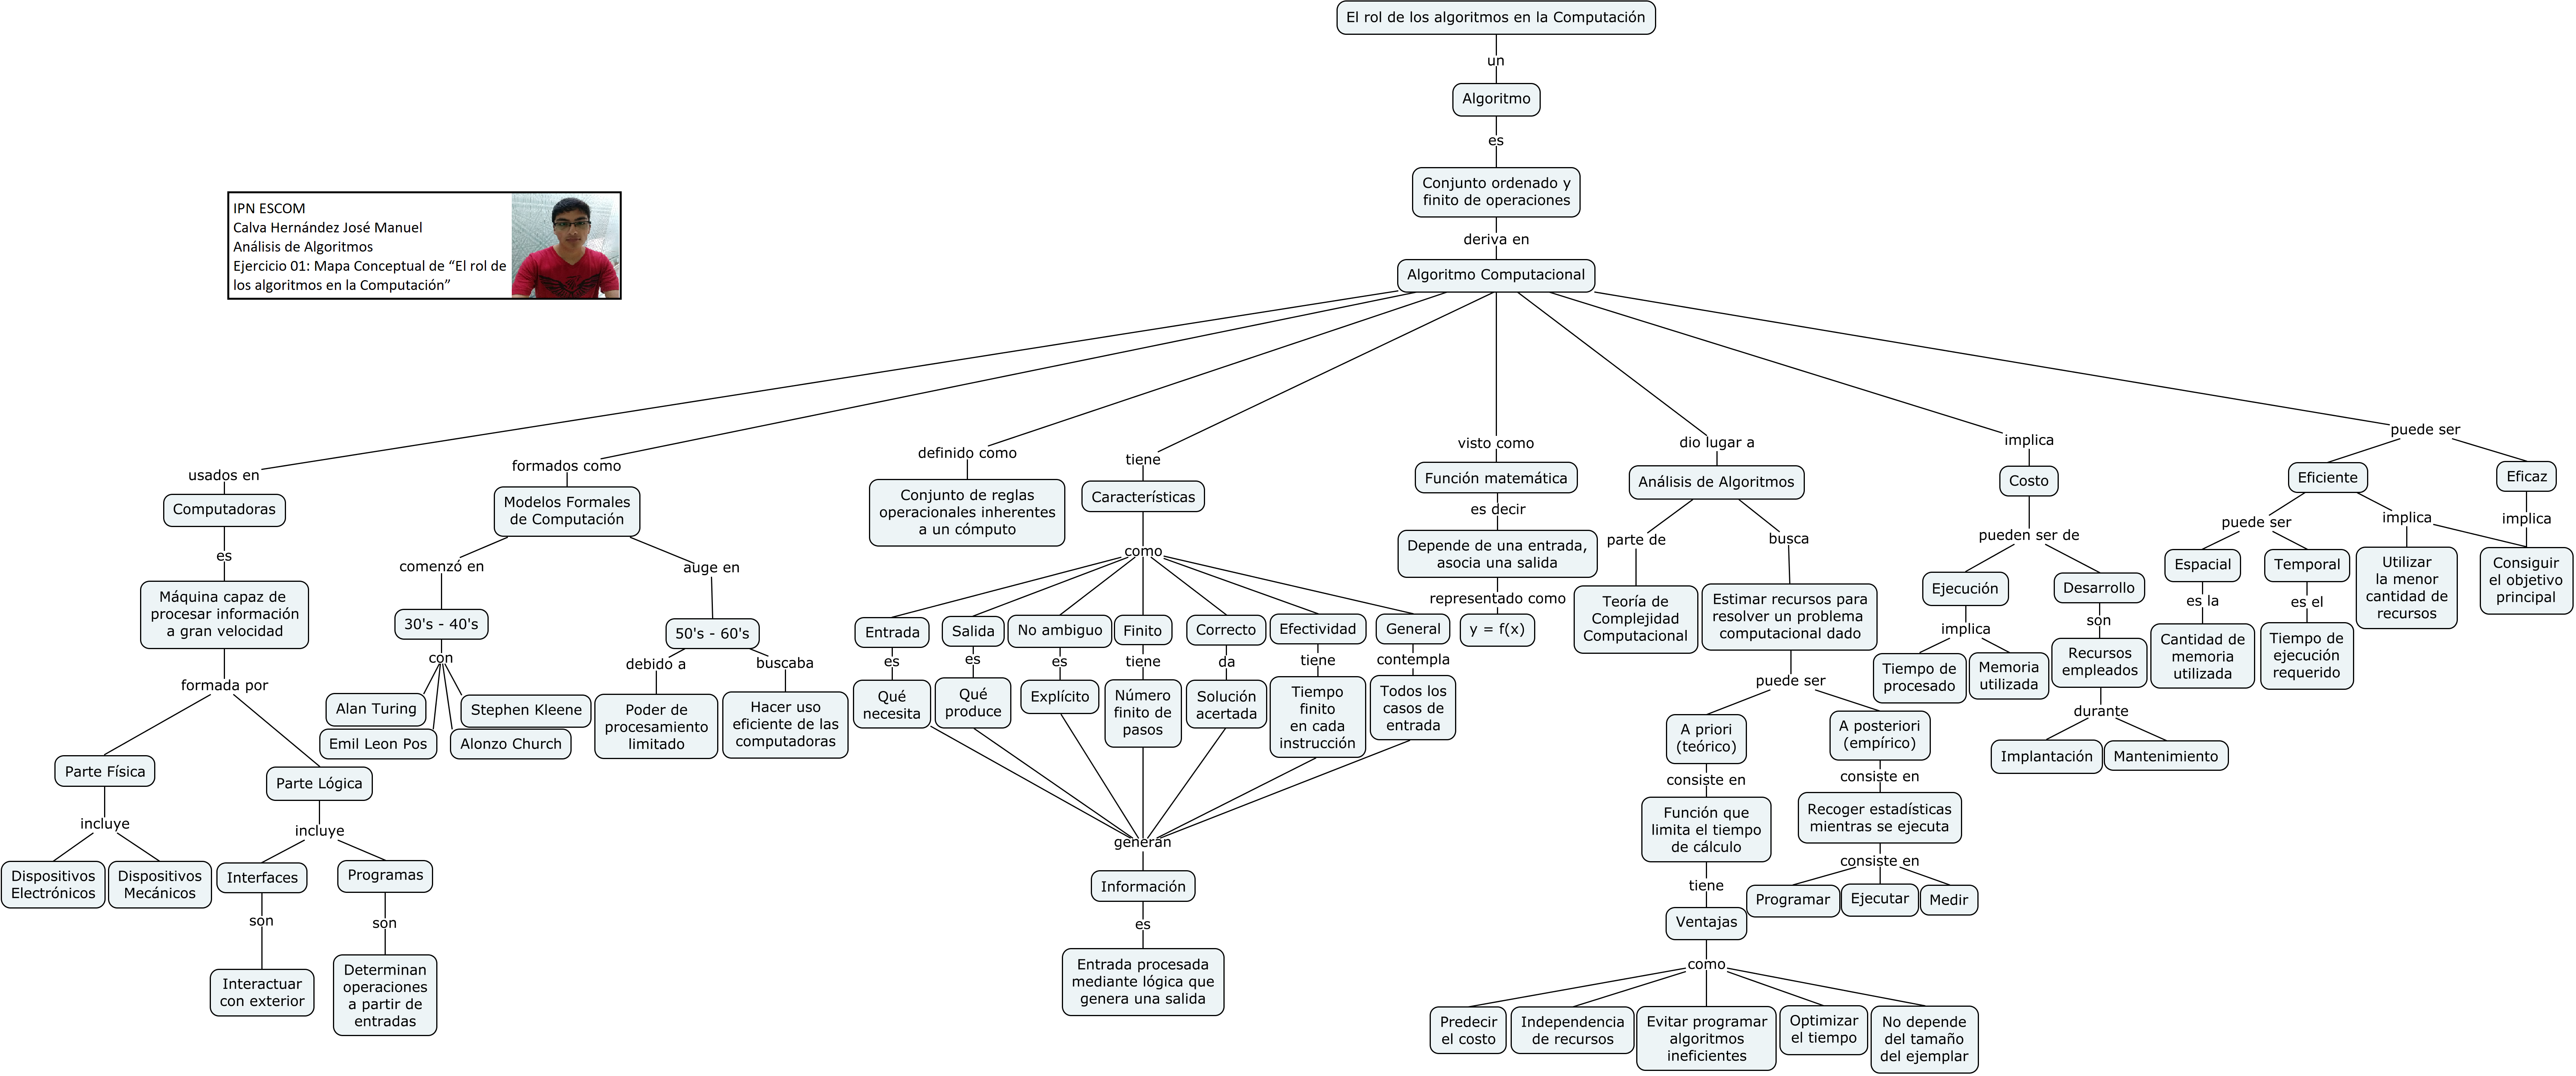 El rol de los algoritmos en la Computación
un
Algoritmo
es
Conjunto ordenado y
finito de operaciones
deriva en
Algoritmo Computacional
IPN ESCOM
Calva Hernández José Manuel
Análisis de Algoritmos
Ejercicio 01: Mapa Conceptual de “El rol de
los algoritmos en la Computación”
usados en
Computadoras
es
Máquina capaz de
procesar información
a gran velocidad
formada por
Parte Física
incluye
Dispositivos
Electrónicos
Dispositivos
Mecánicos
Parte Lógica
incluye
Interfaces
son
Interactuar
con exterior
Programas
son
Determinan
operaciones
a partir de
entradas
formados como
Modelos Formales
de Computación
comenzó en
30's - 40's
con
Alan Turing
Emil Leon Pos
Stephen Kleene
Alonzo Church
auge en
50's - 60's
debido a
Poder de
procesamiento
limitado
buscaba
Hacer uso
eficiente de las
computadoras
definido como
Conjunto de reglas
operacionales inherentes
a un cómputo
tiene
Características
como
Entrada
es
Qué
necesita
Salida
es
Qué
produce
No ambiguo
es
Explícito
Finito
tiene
Número
finito de
pasos
Correcto
da
Solución
acertada
Efectividad
tiene
Tiempo
finito
en cada
instrucción
General
contempla
Todos los
casos de
entrada
generan
Información
es
Entrada procesada
mediante lógica que
genera una salida
visto como
Función matemática
es decir
Depende de una entrada,
asocia una salida
representado como
y = f(x)
dio lugar a
Análisis de Algoritmos
parte de
Teoría de
Complejidad
Computacional
busca
Estimar recursos para
resolver un problema
computacional dado
puede ser
A priori
(teórico)
consiste en
Función que
limita el tiempo
de cálculo
tiene
Ventajas
como
Predecir
el costo
Independencia
de recursos
Evitar programar
algoritmos
ineficientes
Optimizar
el tiempo
No depende
del tamaño
del ejemplar
A posteriori
(empírico)
consiste en
Recoger estadísticas
mientras se ejecuta
consiste en
Programar
Ejecutar
Medir
implica
Costo
pueden ser de
Ejecución
implica
Tiempo de
procesado
Memoria
utilizada
Desarrollo
son
Recursos
empleados
durante
Implantación
Mantenimiento
puede ser
Eficiente
puede ser
Espacial
es la
Cantidad de
memoria
utilizada
Temporal
es el
Tiempo de
ejecución
requerido
implica
Utilizar
la menor
cantidad de
recursos
Eficaz
implica
Consiguir
el objetivo
principal